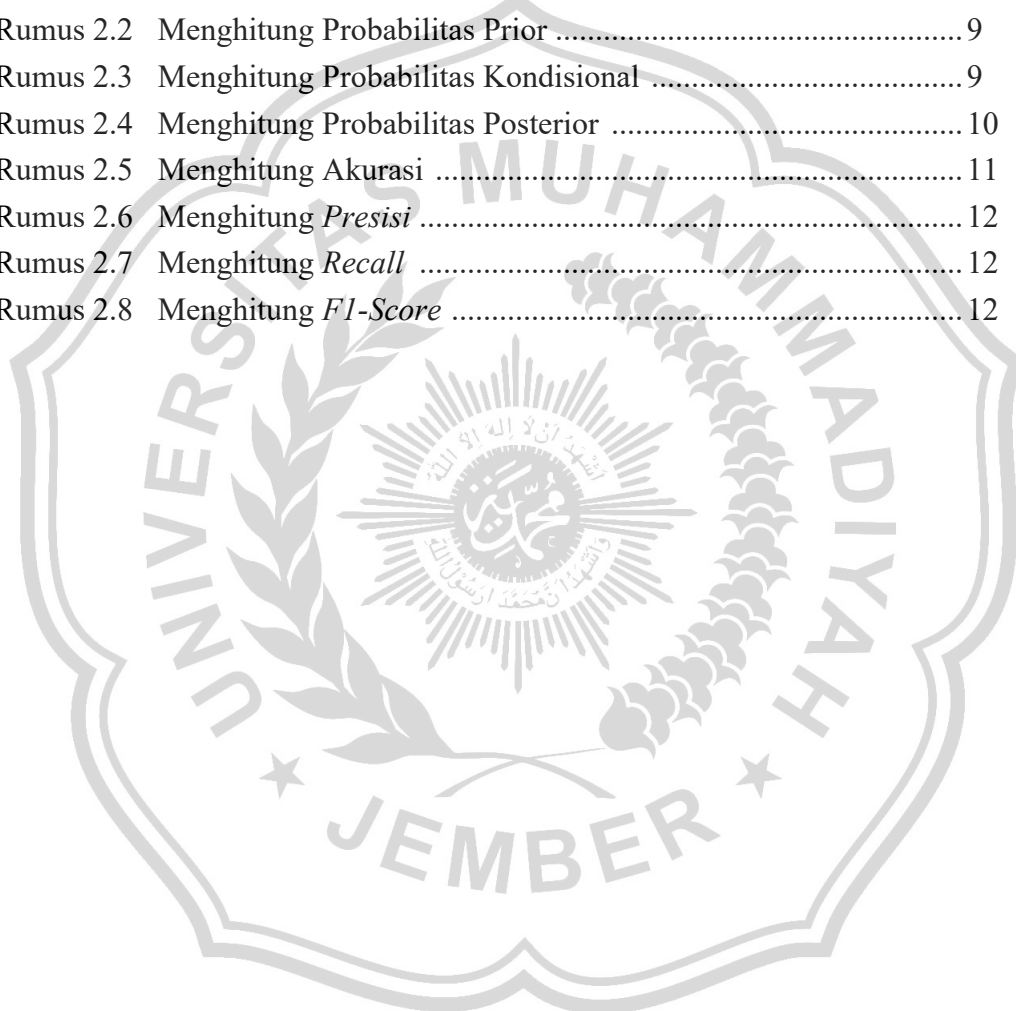 Rumus 2.2 Menghitung Probabilitas Prior ........................................................ 9
Rumus 2.3 Menghitung Probabilitas Kondisional ........................................... 9
Rumus 2.4 Menghitung Probabilitas Posterior ................................................ 10
Rumus 2.5 Menghitung Akurasi ........................................................................ 11
Rumus 2.6 Menghitung Presisi .......................................................................... 12
Rumus 2.7 Menghitung Recall .......................................................................... 12
Rumus 2.8 Menghitung F1-Score ...................................................................... 12
UNIVERSITAS MUHAMMADIYAH
JEMBER